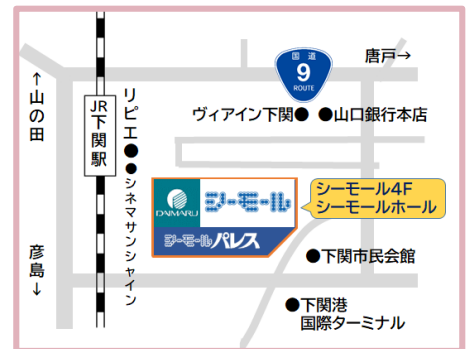 国道
9
ROUTE
唐戸→
←山の田
JR下関駅
リピエ●
●シネマサンシャイン
ヴィアイン下関● ●山口銀行本店
DAIMARU
シーモール
シーモールパレス
シーモール4F
シーモールホール
彦島↓
●下関市民会館
●下関港
国際ターミナル